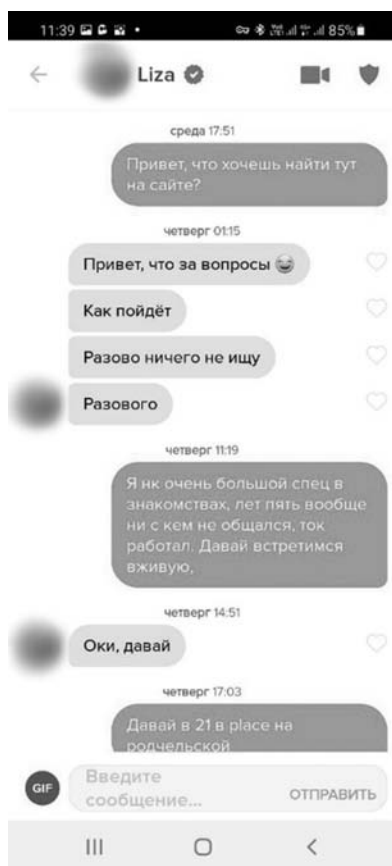 11:39
85%
Liza
среда 17:51
Привет, что хочешь найти тут
на сайте?
четверг 01:15
Привет, что за вопросы 😂
Как пойдёт
Разово ничего не ищу
Разового
четверг 11:19
Я нк очень большой спец в
знакомствах, лет пять вообще
ни с кем не общался, ток
работал. Давай встретимся
вживую,
четверг 14:51
Оки, давай
четверг 17:03
Давай в 21 в place на
родчельской
GIF
Введите
сообщение...
ОТПРАВИТЬ